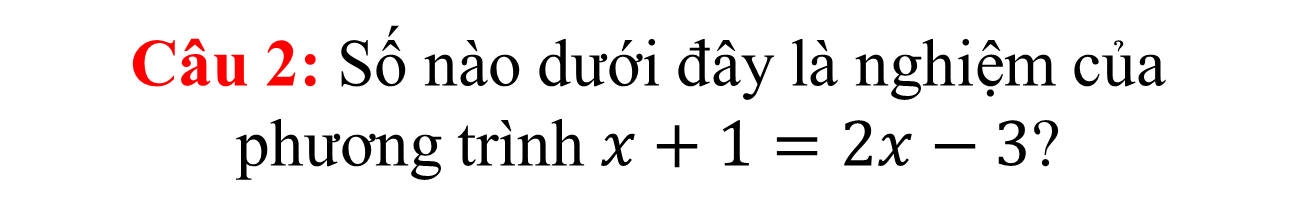 Câu 2: Số nào dưới đây là nghiệm của
phương trình 𝑥 + 1 = 2𝑥 − 3?